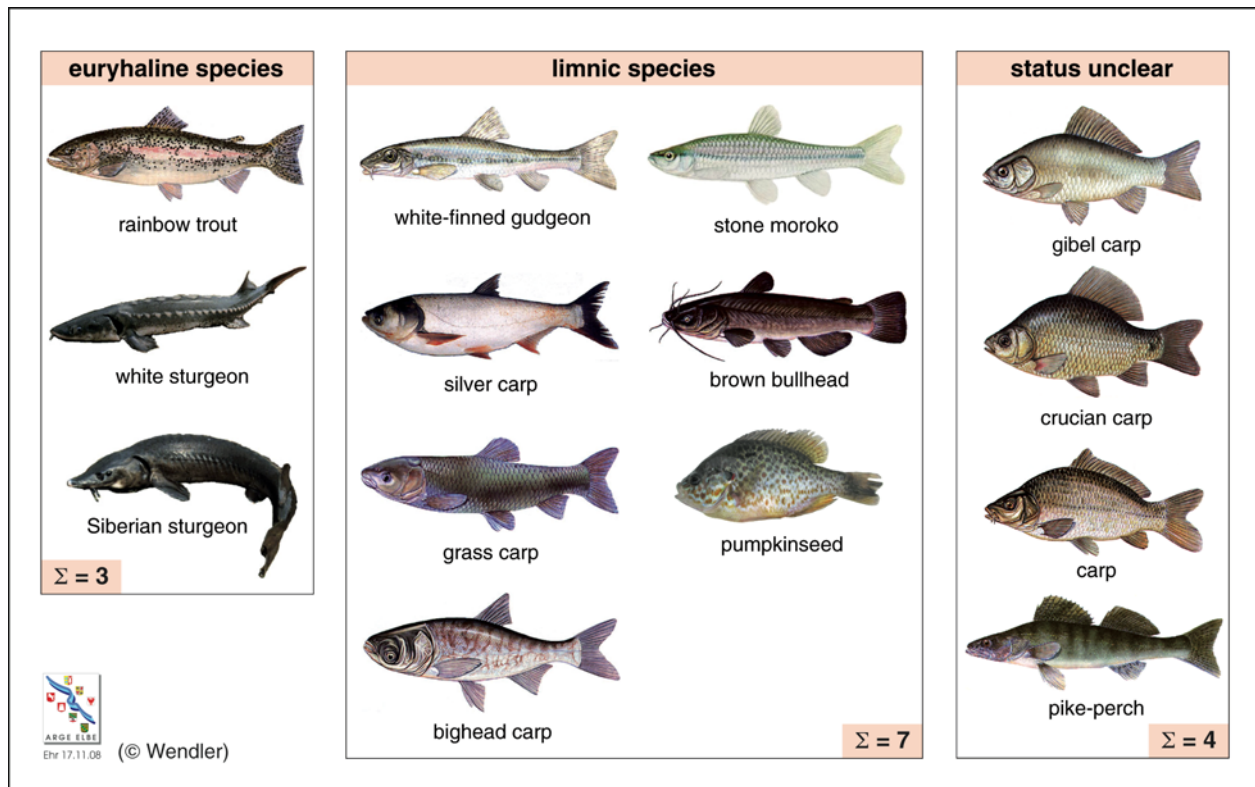 euryhaline species
rainbow trout
white sturgeon
Siberian sturgeon
Σ = 3
limnic species
white-finned gudgeon
stone moroko
silver carp
brown bullhead
grass carp
pumpkinseed
bighead carp
Σ = 7
status unclear
gibel carp
crucian carp
carp
pike-perch
Σ = 4
ARGE ELBE
Ehr 17.11.08
(© Wendler)